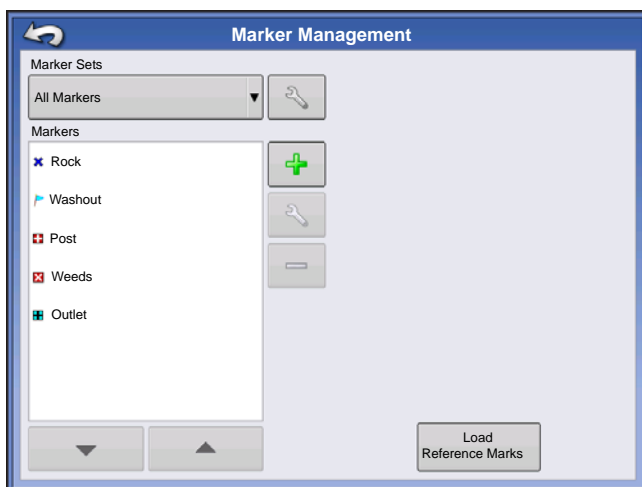 Marker Management
Marker Sets
All Markers
Markers
Rock
Washout
Post
Weeds
Outlet
Load
Reference Marks